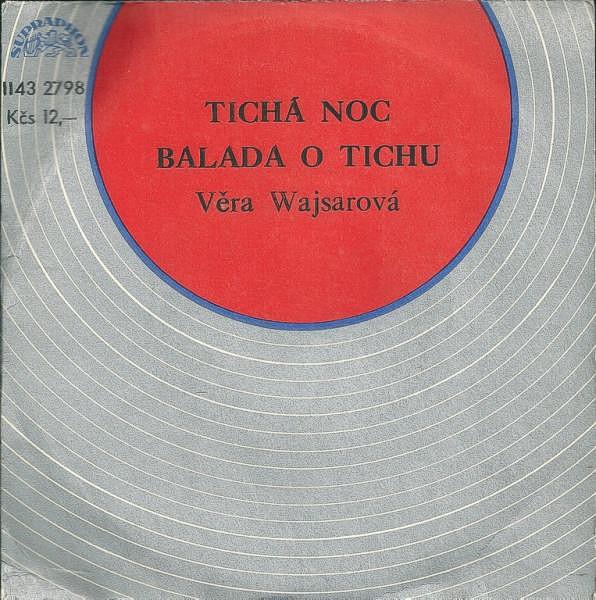 SUPRAPHON
1143 2798
Kčs 12,—
TICHÁ NOC
BALADA O TICHU
Věra Wajsarová